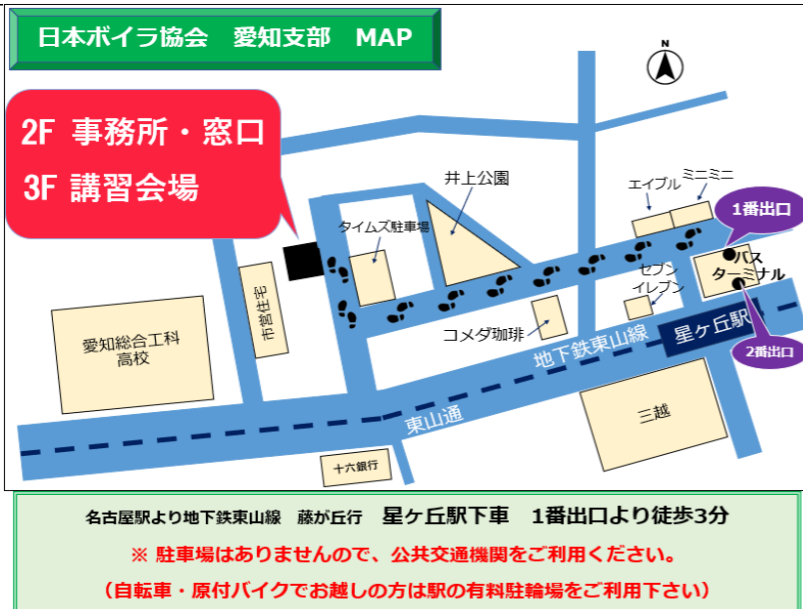 日本ボイラ協会　愛知支部　MAP
N
2F 事務所・窓口
3F 講習会場
井上公園
エイブル
ミニミニ
1番出口
タイムズ駐車場
バス
ターミナル
セブン
イレブン
市営住宅
愛知総合工科
高校
コメダ珈琲
地下鉄東山線
星ヶ丘駅
2番出口
東山通
三越
十六銀行
名古屋駅より地下鉄東山線　藤が丘行　星ケ丘駅下車　1番出口より徒歩3分
※ 駐車場はありませんので、公共交通機関をご利用ください。
（自転車・原付バイクでお越しの方は駅の有料駐輪場をご利用下さい）